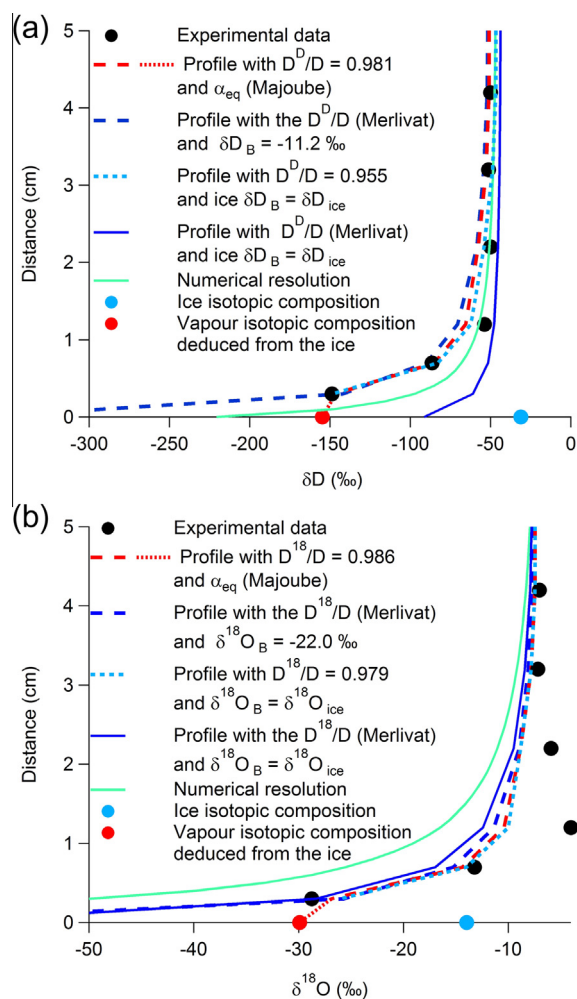 (a)
5
4
3
2
1
0
Distance (cm)
Experimental data
Profile with D^D/D = 0.981
and α_eq (Majoube)
Profile with the D^D/D (Merlivat)
and δD_B = -11.2 ‰
Profile with D^D/D = 0.955
and ice δD_B = δD_ice
Profile with D^D/D (Merlivat)
and ice δD_B = δD_ice
Numerical resolution
Ice isotopic composition
Vapour isotopic composition
deduced from the ice
-300 -250 -200 -150 -100 -50 0
δD (‰)
(b)
5
4
3
2
1
0
Distance (cm)
Experimental data
Profile with D^18/D = 0.986
and α_eq (Majoube)
Profile with the D^18/D (Merlivat)
and δ^18O_B = -22.0 ‰
Profile with D^18/D = 0.979
and δ^18O_B = δ^18O_ice
Profile with the D^18/D (Merlivat)
and δ^18O_B = δ^18O_ice
Numerical resolution
Ice isotopic composition
Vapour isotopic composition
deduced from the ice
-50 -40 -30 -20 -10
δ^18O (‰)